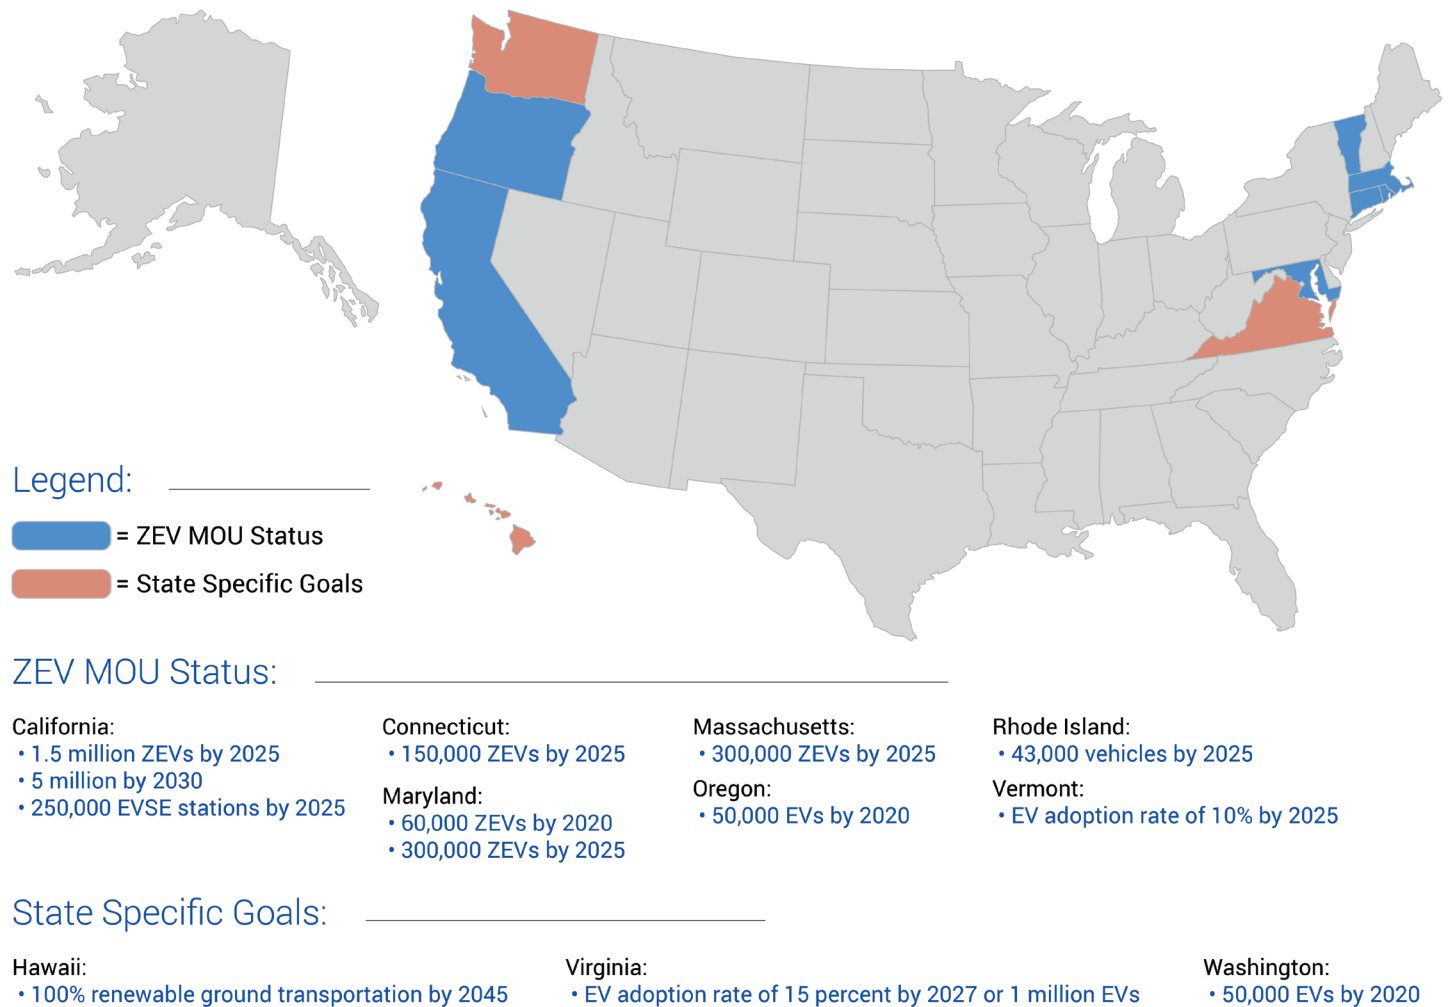 Legend:
= ZEV MOU Status
= State Specific Goals
ZEV MOU Status:
California:
• 1.5 million ZEVs by 2025
• 5 million by 2030
• 250,000 EVSE stations by 2025
Connecticut:
• 150,000 ZEVs by 2025
Maryland:
• 60,000 ZEVs by 2020
• 300,000 ZEVs by 2025
Massachusetts:
• 300,000 ZEVs by 2025
Oregon:
• 50,000 EVs by 2020
Rhode Island:
• 43,000 vehicles by 2025
Vermont:
• EV adoption rate of 10% by 2025
State Specific Goals:
Hawaii:
• 100% renewable ground transportation by 2045
Virginia:
• EV adoption rate of 15 percent by 2027 or 1 million EVs
Washington:
• 50,000 EVs by 2020